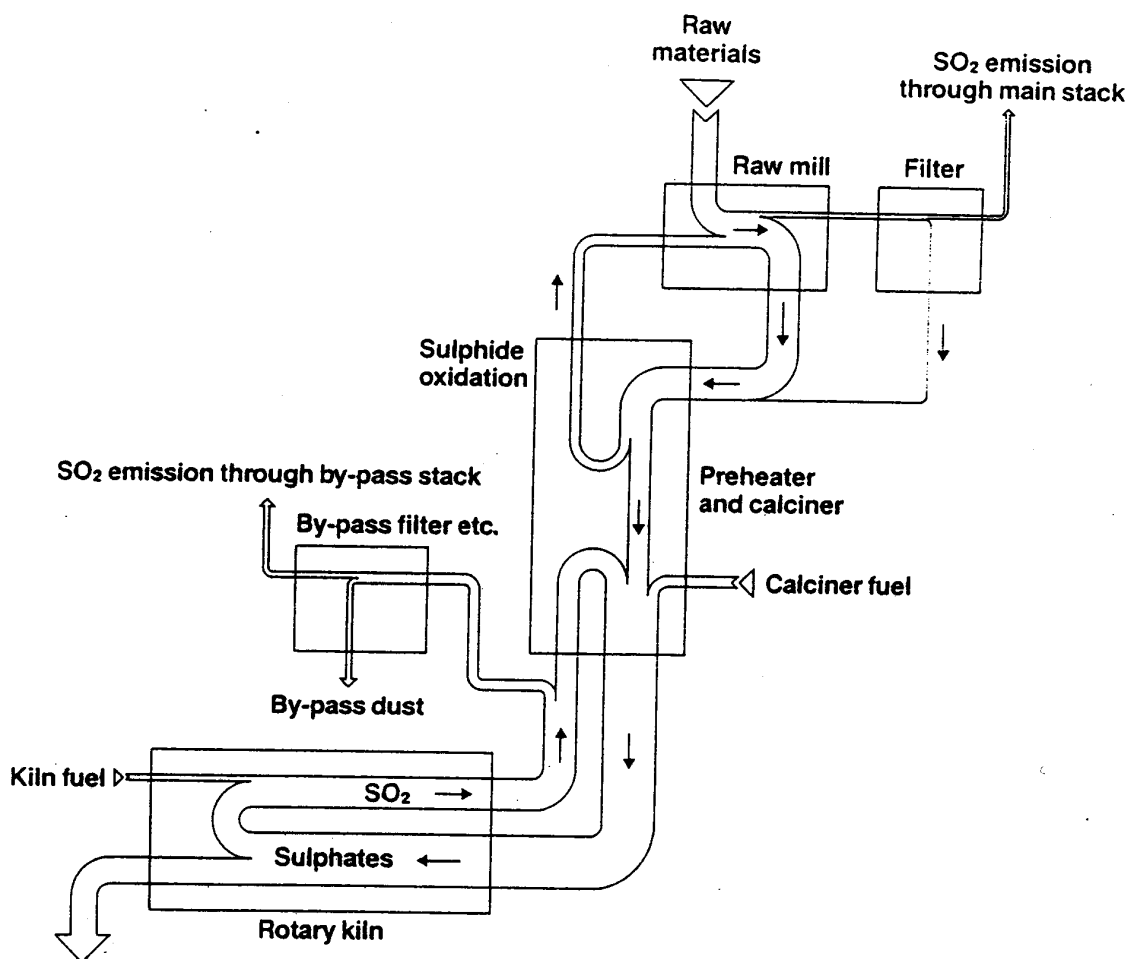 Raw
materials
SO₂ emission
through main stack
Raw mill
Filter
Sulphide
oxidation
SO₂ emission through by-pass stack
Preheater
and calciner
By-pass filter etc.
Calciner fuel
By-pass dust
Kiln fuel
SO₂
Sulphates
Rotary kiln